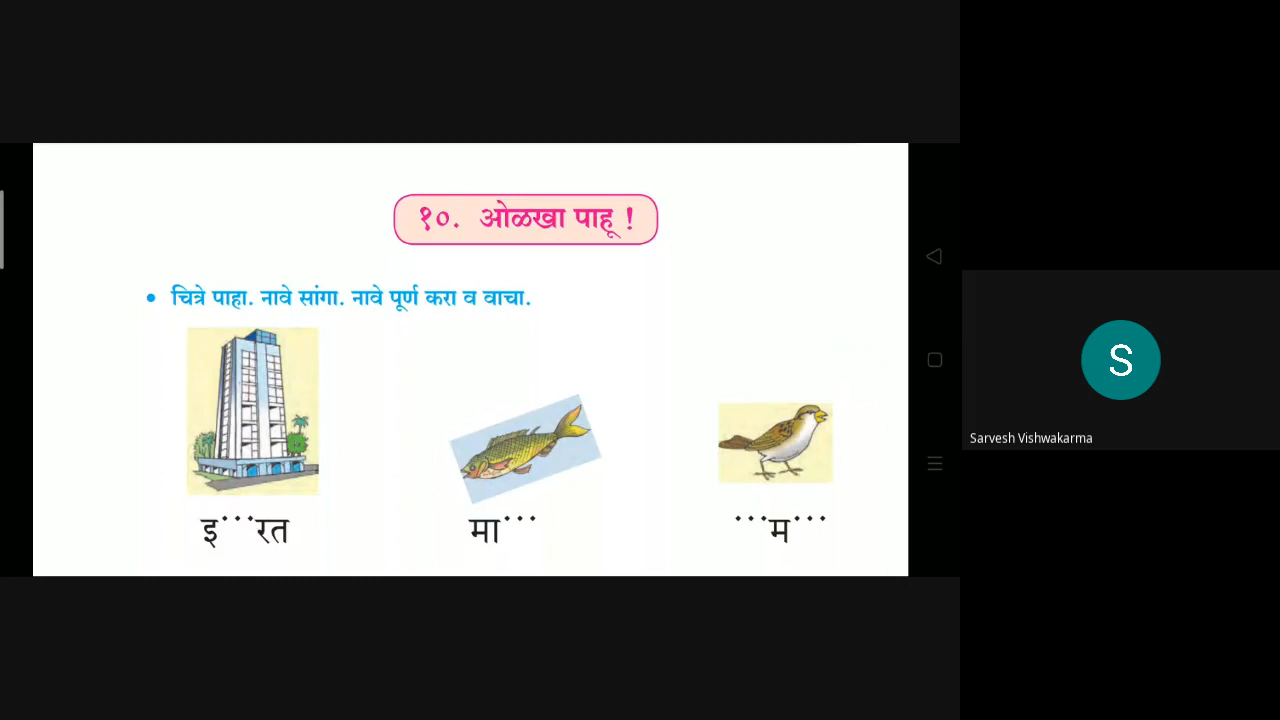 १०. ओळखा पाहू !
• चित्रे पाहा. नावे सांगा. नावे पूर्ण करा व वाचा.
इ···रत
मा···
···म···
S
Sarvesh Vishwakarma